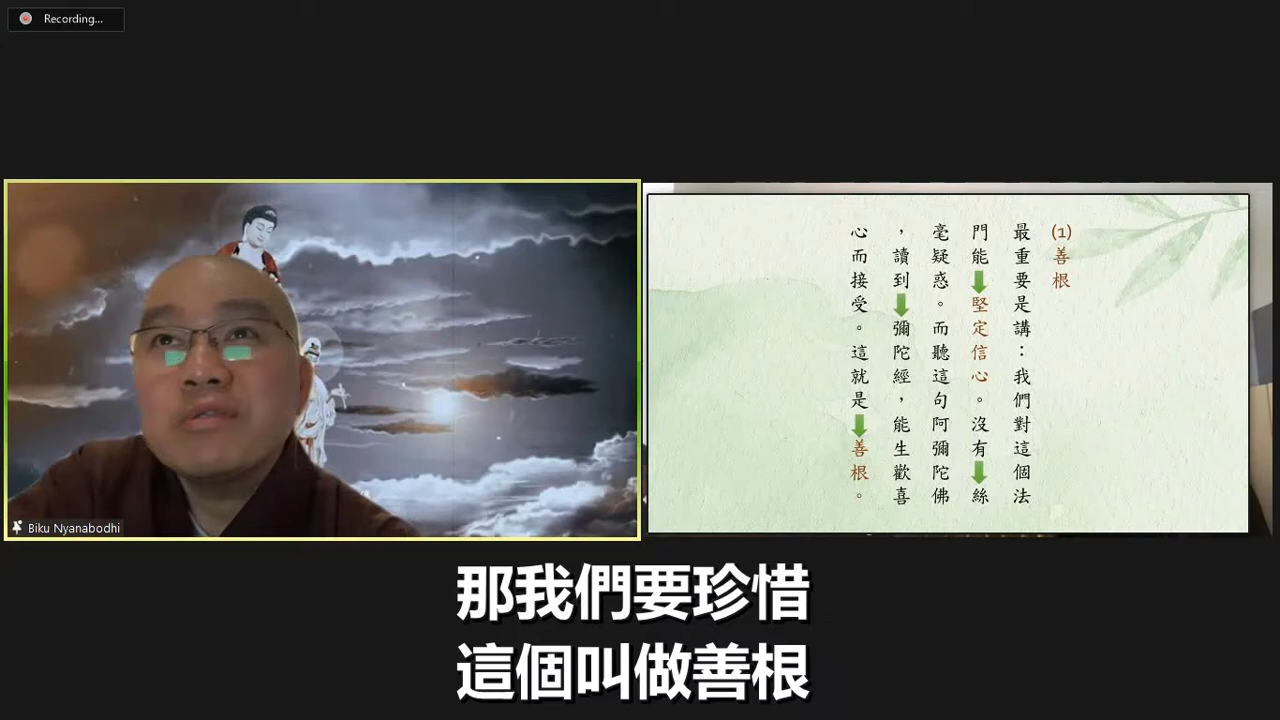 Recording...
(1)善根
最重要是講：我們對這個法
門能堅定信心。沒有絲
毫疑惑。而聽這句阿彌陀佛
，讀到彌陀經，能生歡喜
心而接受。這就是善根。
Biku Nyanabodhi
那我們要珍惜
這個叫做善根